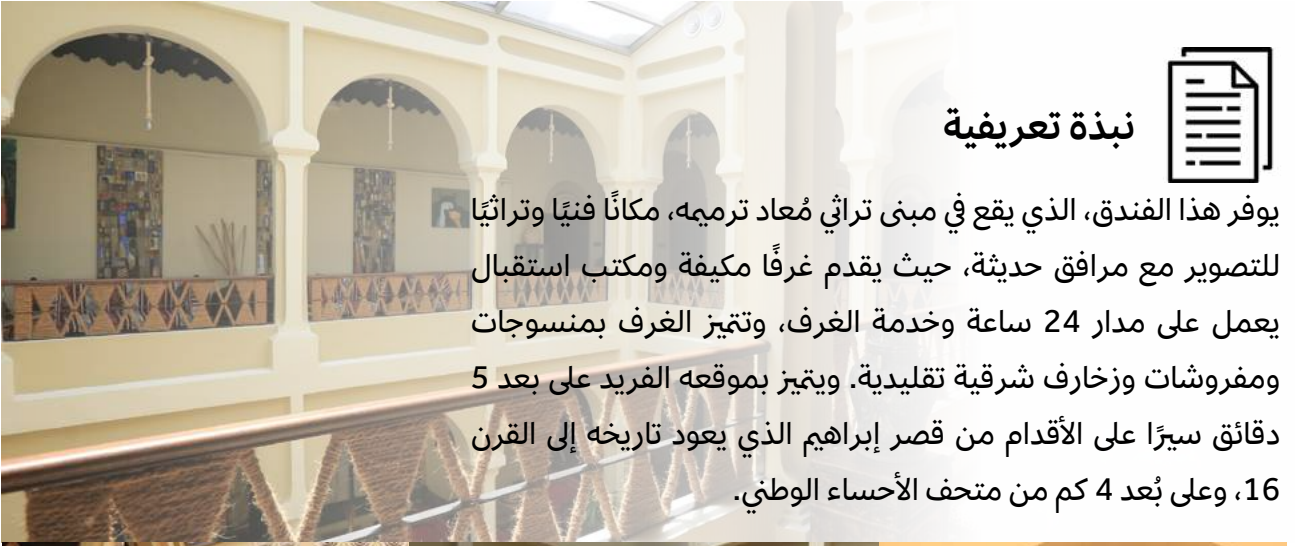 نبذة تعريفية
يوفر هذا الفندق، الذي يقع في مبنى تراثي مُعاد ترميمه، مكانًا فنيًا وتراثيًا
للتصوير مع مرافق حديثة، حيث يقدم غرفًا مكيفة ومكتب استقبال
يعمل على مدار 24 ساعة وخدمة الغرف، وتتميز الغرف بمنسوجات
ومفروشات وزخارف شرقية تقليدية. ويتميز بموقعه الفريد على بعد 5
دقائق سيرًا على الأقدام من قصر إبراهيم الذي يعود تاريخه إلى القرن
16، وعلى بُعد 4 كم من متحف الأحساء الوطني.